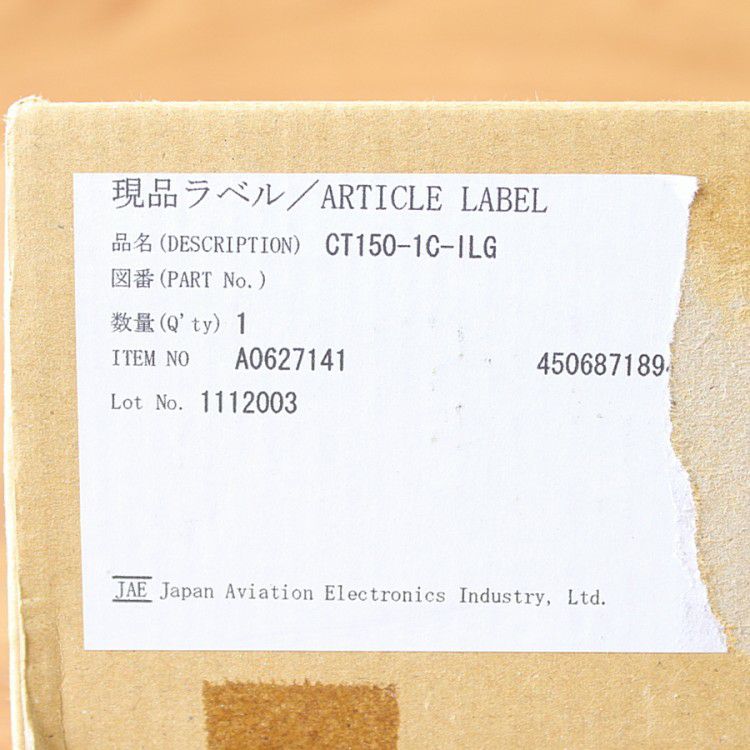 現品ラベル／ARTICLE LABEL
品名(DESCRIPTION) CT150-1C-ILG
図番(PART No.)
数量(Q'ty) 1
ITEM NO A0627141 450687189
Lot No. 1112003
JAE Japan Aviation Electronics Industry, Ltd.